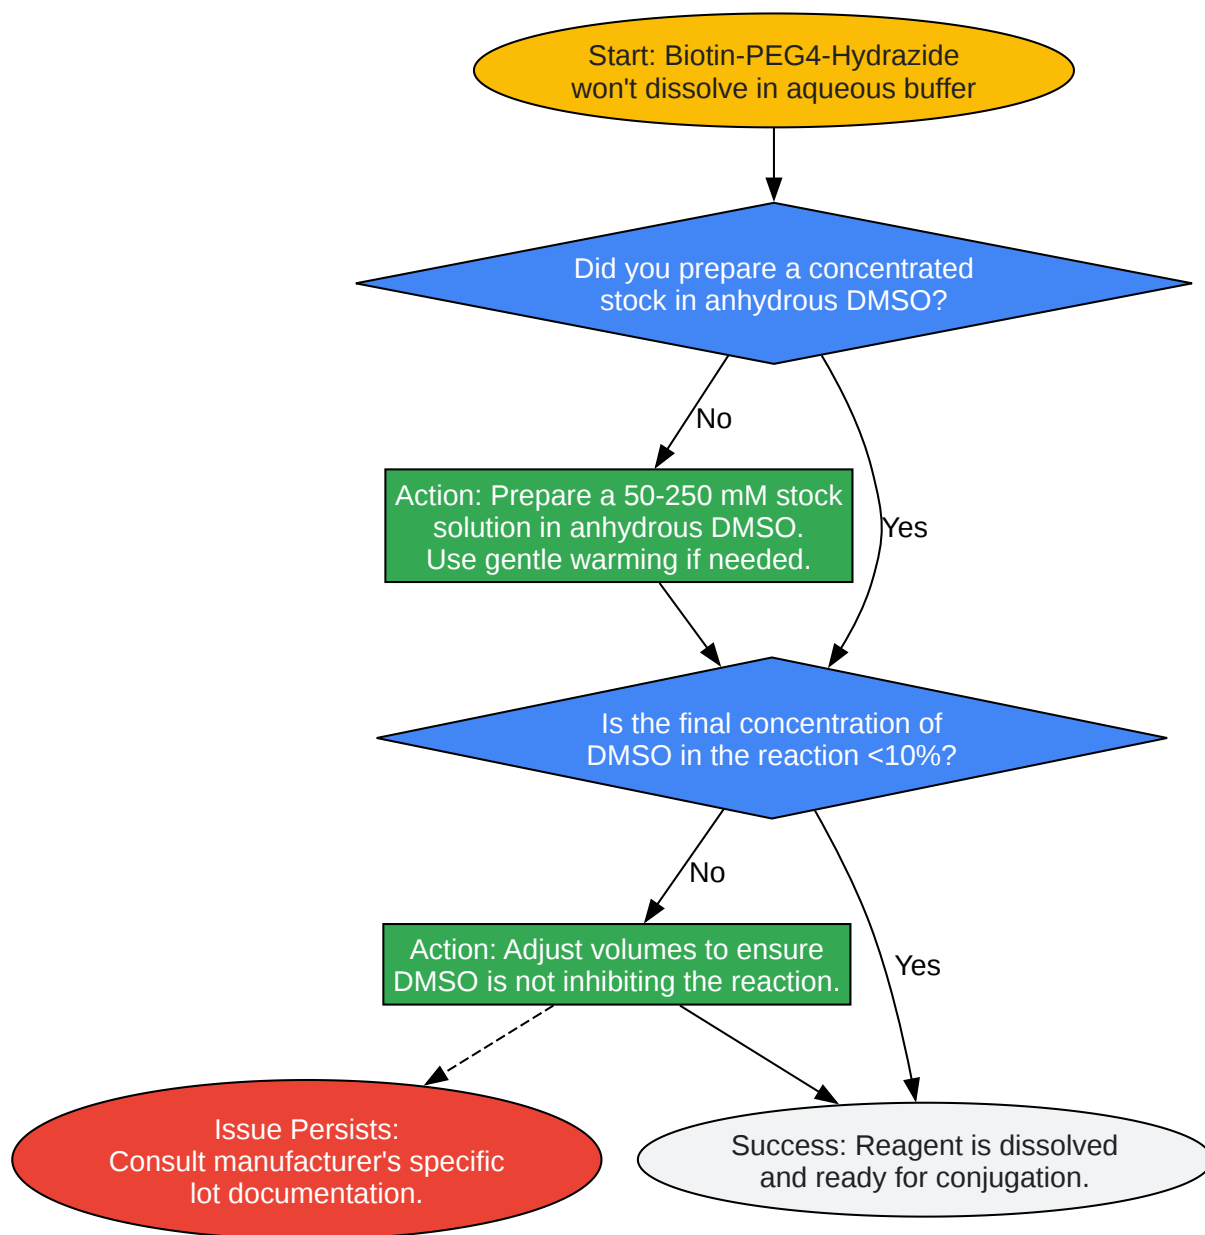 Start: Biotin-PEG4-Hydrazide
won't dissolve in aqueous buffer
Did you prepare a concentrated
stock in anhydrous DMSO?
No
Action: Prepare a 50-250 mM stock
solution in anhydrous DMSO.
Use gentle warming if needed.
Yes
Is the final concentration of
DMSO in the reaction <10%?
No
Action: Adjust volumes to ensure
DMSO is not inhibiting the reaction.
Yes
Issue Persists:
Consult manufacturer's specific
lot documentation.
Success: Reagent is dissolved
and ready for conjugation.